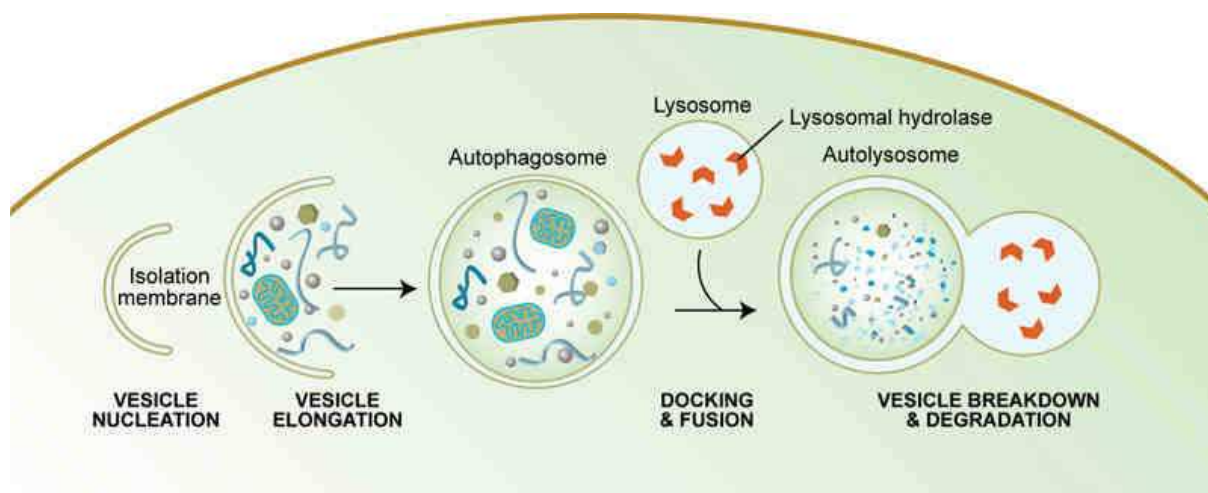 Lysosome
Lysosomal hydrolase
Autophagosome
Autolysosome
Isolation
membrane
VESICLE
NUCLEATION
VESICLE
ELONGATION
DOCKING
& FUSION
VESICLE BREAKDOWN
& DEGRADATION